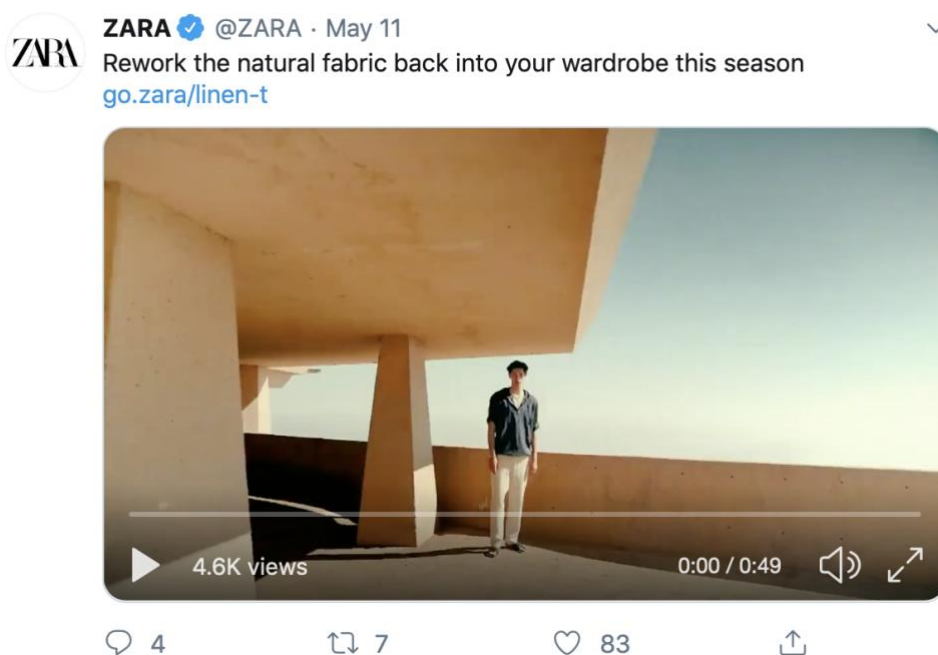 ZARA
ZARA @ZARA · May 11
Rework the natural fabric back into your wardrobe this season
go.zara/linen-t
4.6K views
0:00 / 0:49
4
7
83